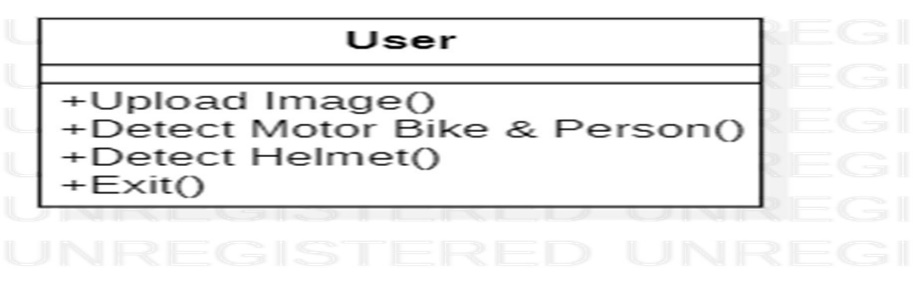 User
+Upload Image()
+Detect Motor Bike & Person()
+Detect Helmet()
+Exit()
UNREGISTERED UNREGI